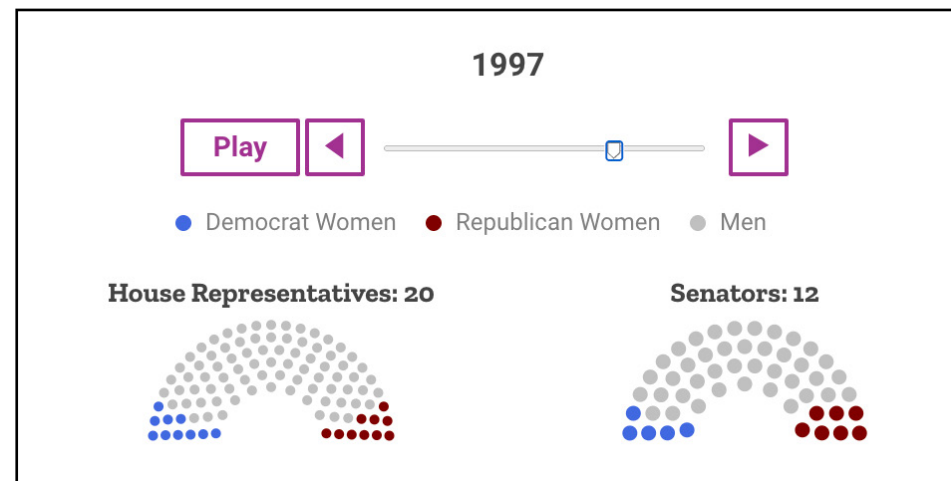 1997
Play
Democrat Women Republican Women Men
House Representatives: 20 Senators: 12